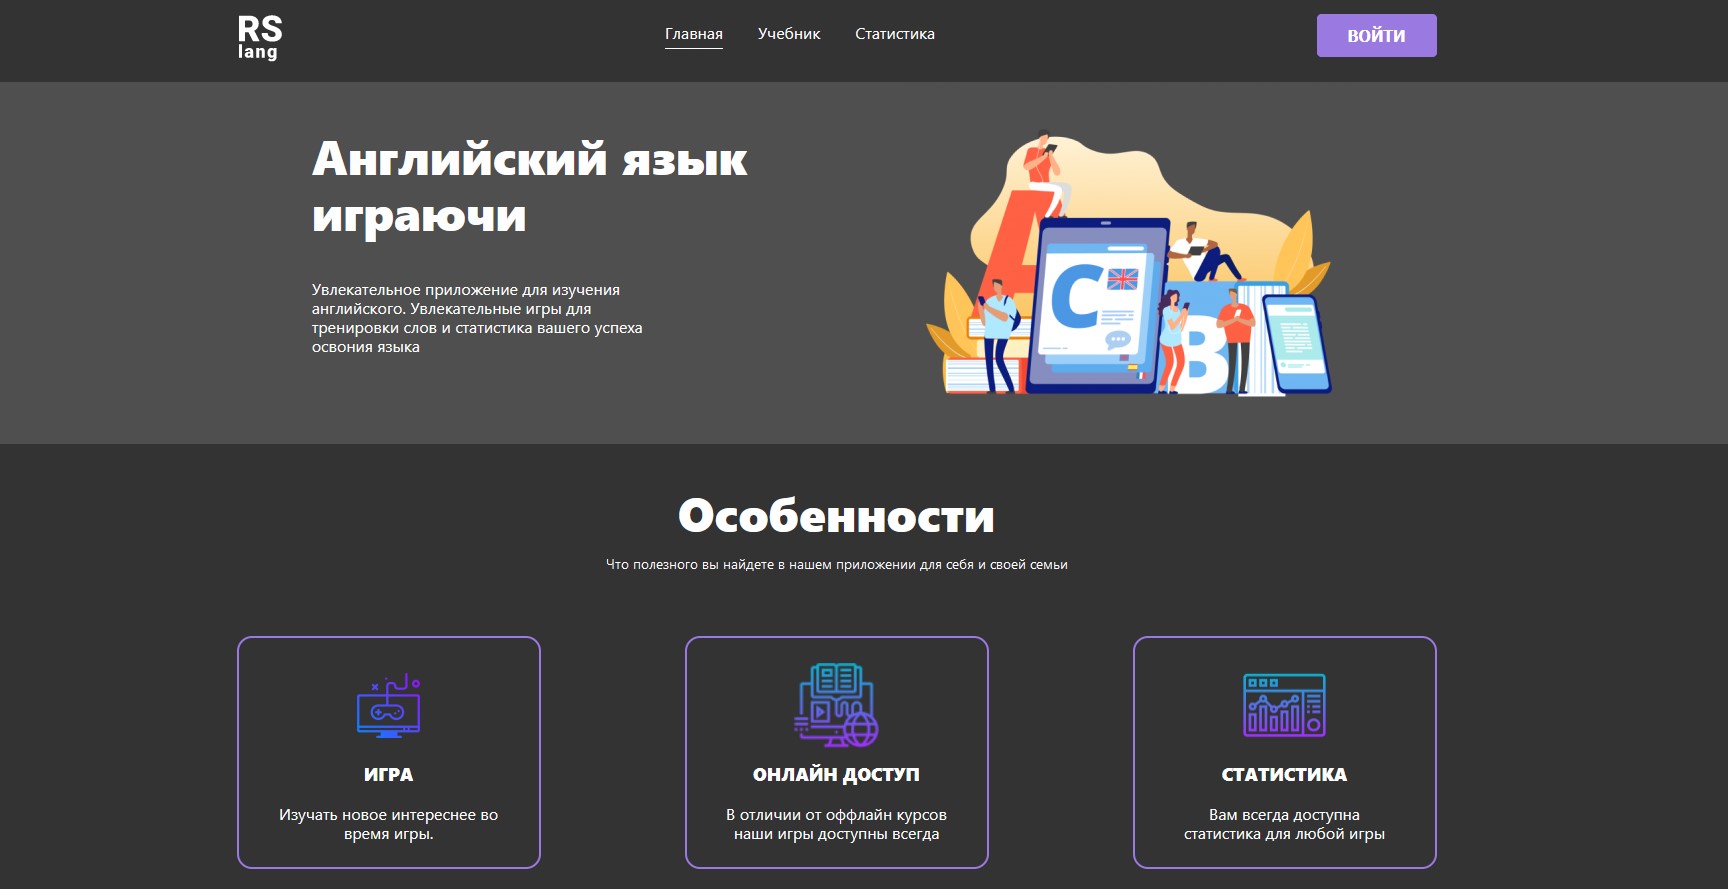 RS
lang
Главная
Учебник
Статистика
ВОЙТИ
Английский язык
играючи
Увлекательное приложение для изучения
английского. Увлекательные игры для
тренировки слов и статистика вашего успеха
освония языка
A
C
B
Особенности
Что полезного вы найдете в нашем приложении для себя и своей семьи
ИГРА
Изучать новое интереснее во
время игры.
ОНЛАЙН ДОСТУП
В отличии от оффлайн курсов
наши игры доступны всегда
СТАТИСТИКА
Вам всегда доступна
статистика для любой игры